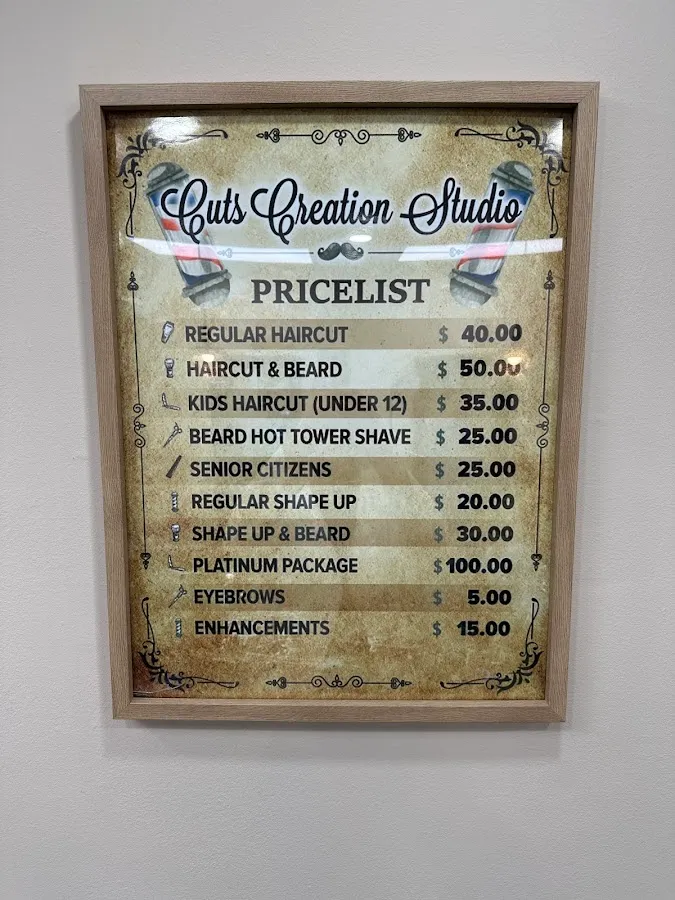 Cuts Creation Studio
PRICELIST
REGULAR HAIRCUT $ 40.00
HAIRCUT & BEARD $ 50.00
KIDS HAIRCUT (UNDER 12) $ 35.00
BEARD HOT TOWER SHAVE $ 25.00
SENIOR CITIZENS $ 25.00
REGULAR SHAPE UP $ 20.00
SHAPE UP & BEARD $ 30.00
PLATINUM PACKAGE $100.00
EYEBROWS $ 5.00
ENHANCEMENTS $ 15.00